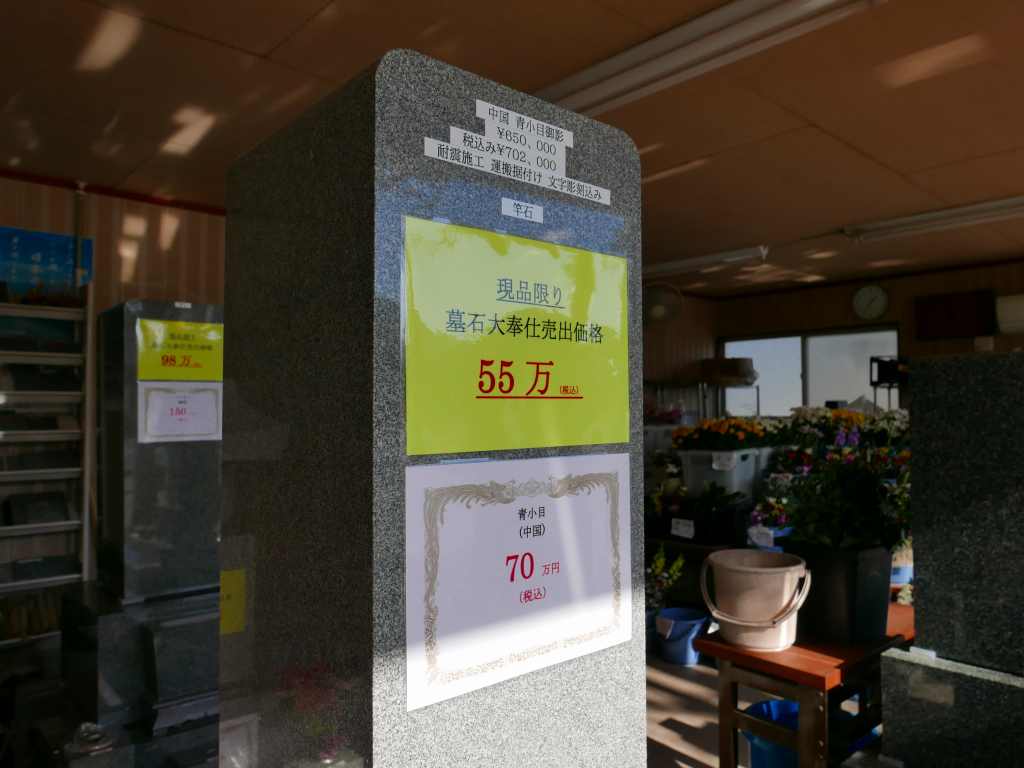 中国 青小目御影
¥650、000
税込み¥702、000
耐震施工 運搬据付け 文字彫刻込み
竿石
現品限り
墓石大奉仕売出価格
55万 (税込)
青小目
(中国)
70 万円
(税込)
98万
150